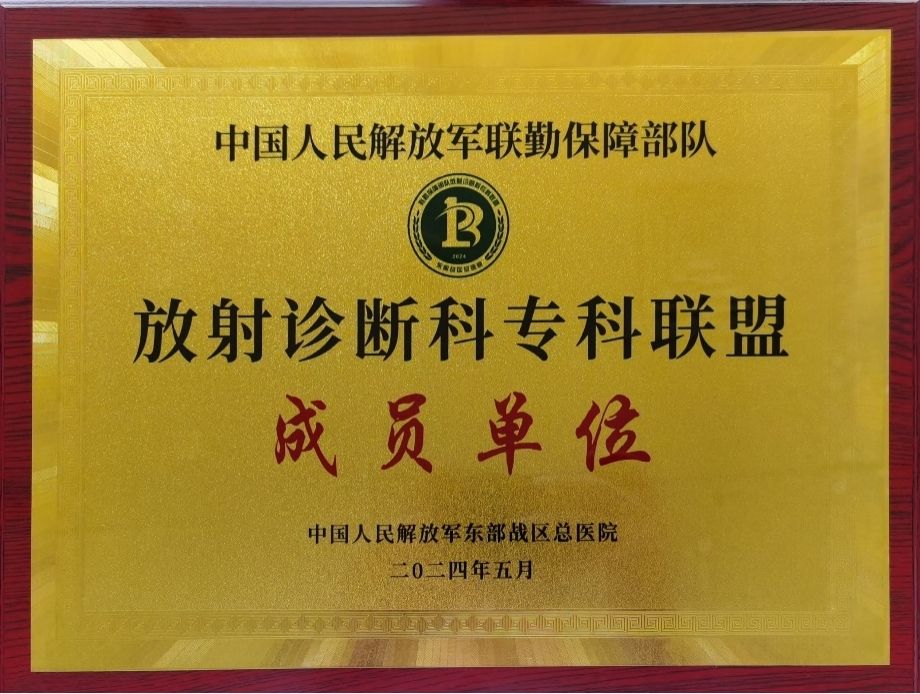 中国人民解放军联勤保障部队
2024
放射诊断科专科联盟
成员单位
中国人民解放军东部战区总医院
二〇二四年五月